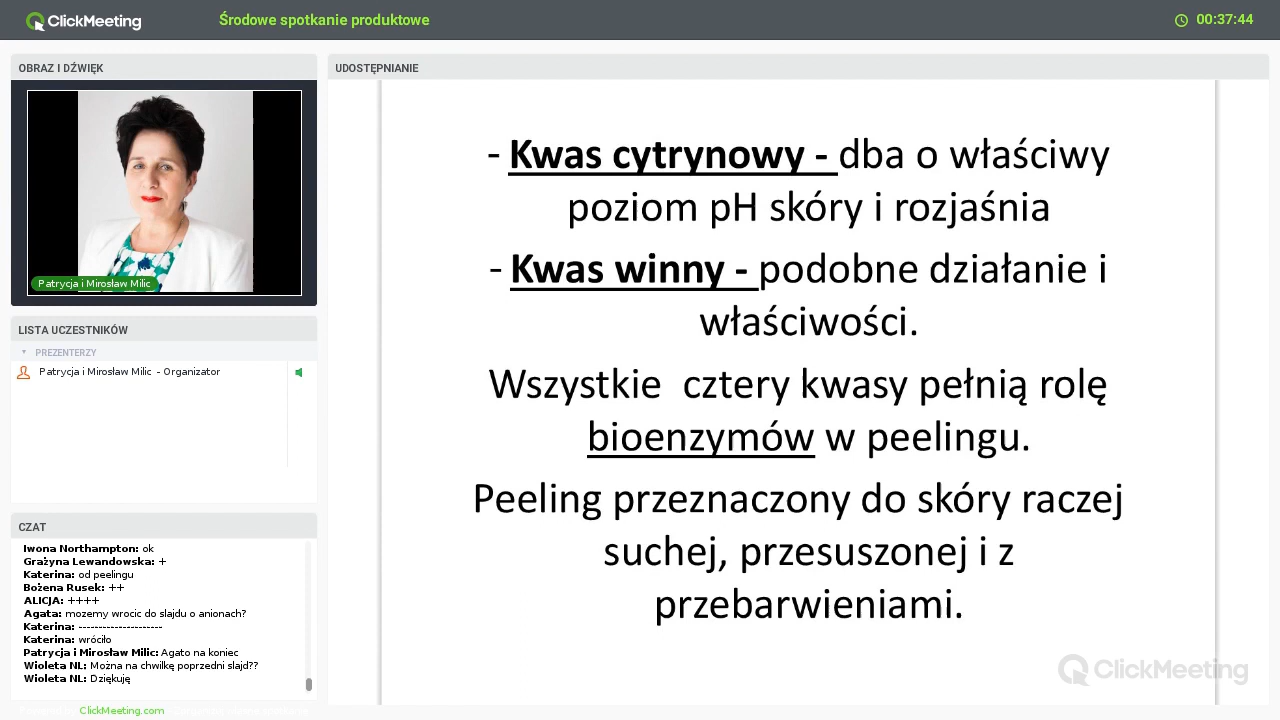 ClickMeeting
Środowe spotkanie produktowe
00:37:44
OBRAZ I DŹWIĘK
Patrycja i Mirosław Milic
LISTA UCZESTNIKÓW
PREZENTERZY
Patrycja i Mirosław Milic - Organizator
CZAT
Iwona Northampton: ok
Grażyna Lewandowska: +
Katerina: od peelingu
Bożena Rusek: ++
ALICJA: ++++
Agata: mozemy wrocic do slajdu o anionach?
Katerina: ---------------------
Katerina: wróciło
Patrycja i Mirosław Milic: Agato na koniec
Wioleta NL: Można na chwilkę poprzedni slajd??
Wioleta NL: Dziękuję
ClickMeeting.com
UDOSTĘPNIANIE
- Kwas cytrynowy - dba o właściwy
poziom pH skóry i rozjaśnia
- Kwas winny - podobne działanie i
właściwości.
Wszystkie cztery kwasy pełnią rolę
bioenzymów w peelingu.
Peeling przeznaczony do skóry raczej
suchej, przesuszonej i z
przebarwieniami.
ClickMeeting